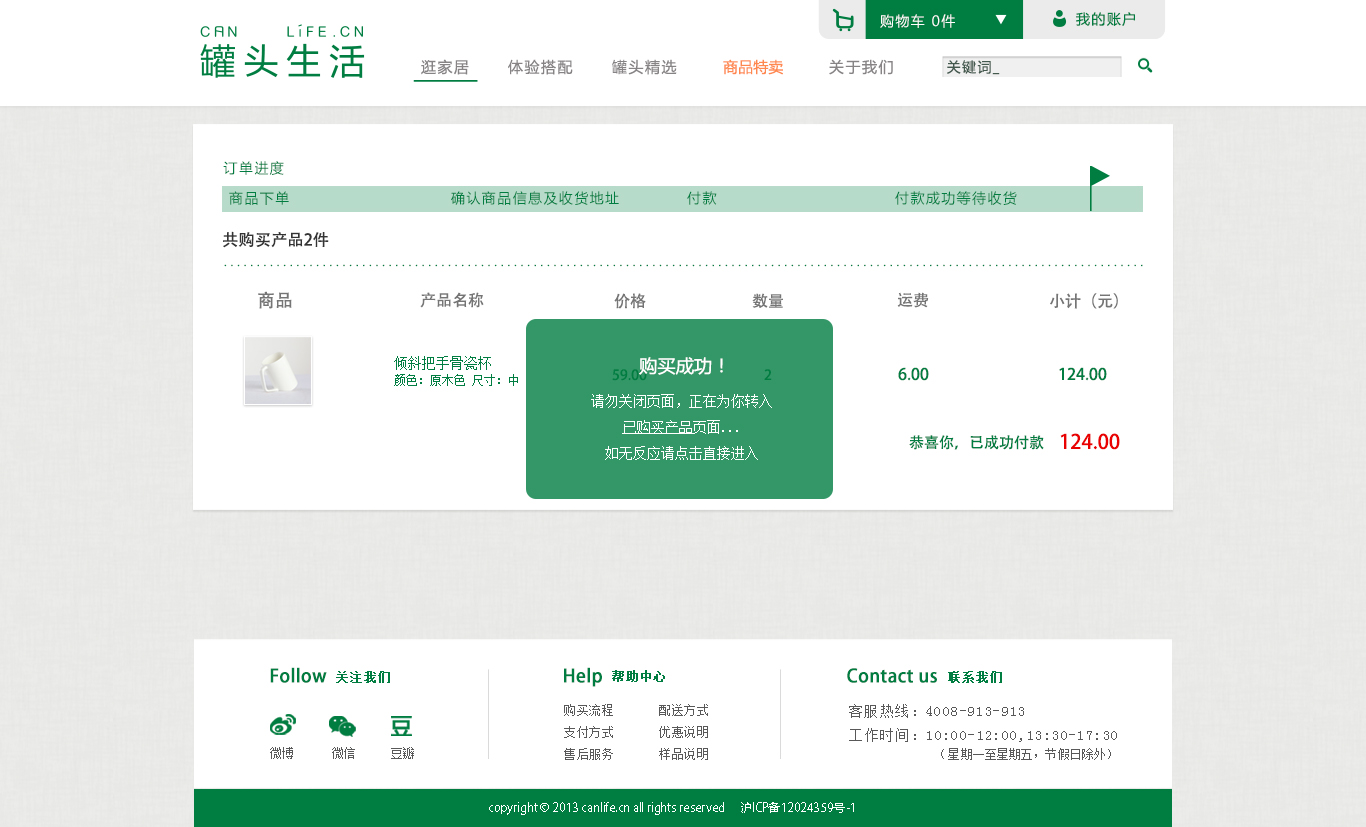 CAN LiFE.CN
罐头生活
购物车 0件
我的账户
逛家居 体验搭配 罐头精选 商品特卖 关于我们
关键词_
订单进度
商品下单 确认商品信息及收货地址 付款 付款成功等待收货
共购买产品2件
商品 产品名称 价格 数量 运费 小计（元）
倾斜把手骨瓷杯
颜色：原木色 尺寸：中
59.00 2 6.00 124.00
购买成功！
请勿关闭页面，正在为你转入
已购买产品页面...
如无反应请点击直接进入
恭喜你，已成功付款 124.00
Follow 关注我们
微博 微信 豆瓣
Help 帮助中心
购买流程 配送方式
支付方式 优惠说明
售后服务 样品说明
Contact us 联系我们
客服热线：4008-913-913
工作时间：10:00-12:00,13:30-17:30
（星期一至星期五，节假日除外）
copyright© 2013 canlife.cn all rights reserved 沪ICP备12024359号-1